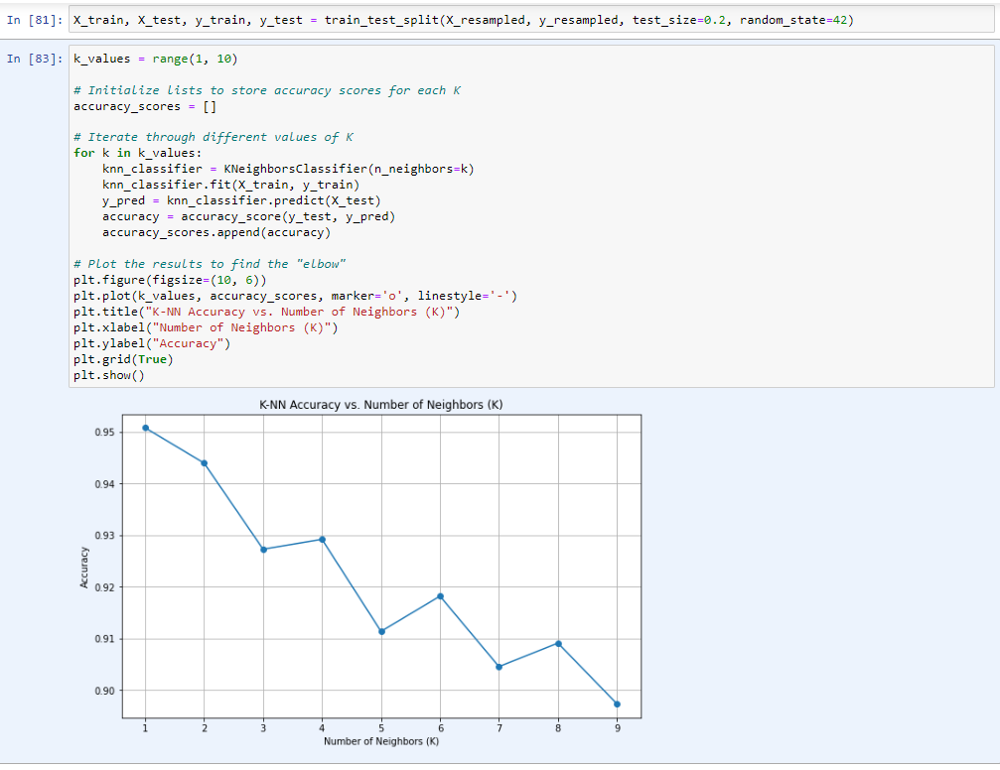 In [81]: X_train, X_test, y_train, y_test = train_test_split(X_resampled, y_resampled, test_size=0.2, random_state=42)
In [83]: k_values = range(1, 10)
# Initialize lists to store accuracy scores for each K
accuracy_scores = []
# Iterate through different values of K
for k in k_values:
    knn_classifier = KNeighborsClassifier(n_neighbors=k)
    knn_classifier.fit(X_train, y_train)
    y_pred = knn_classifier.predict(X_test)
    accuracy = accuracy_score(y_test, y_pred)
    accuracy_scores.append(accuracy)
# Plot the results to find the "elbow"
plt.figure(figsize=(10, 6))
plt.plot(k_values, accuracy_scores, marker='o', linestyle='-')
plt.title("K-NN Accuracy vs. Number of Neighbors (K)")
plt.xlabel("Number of Neighbors (K)")
plt.ylabel("Accuracy")
plt.grid(True)
plt.show()
K-NN Accuracy vs. Number of Neighbors (K)
0.95
0.94
0.93
0.92
0.91
0.90
Accuracy
1 2 3 4 5 6 7 8 9
Number of Neighbors (K)